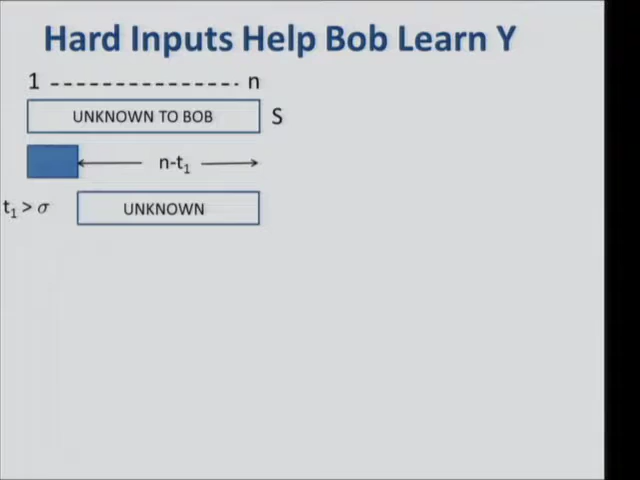 Hard Inputs Help Bob Learn Y
1 - - - - - - - - - - - - - - - n
UNKNOWN TO BOB S
n-t₁
t₁ > σ UNKNOWN